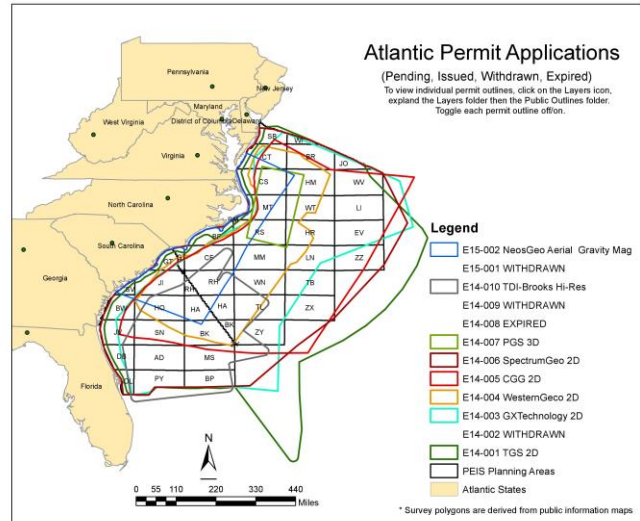 Atlantic Permit Applications
(Pending, Issued, Withdrawn, Expired)
To view individual permit outlines, click on the Layers icon,
expland the Layers folder then the Public Outlines folder.
Toggle each permit outline off/on.
Pennsylvania
New Jersey
Maryland
District of Columbia
Delaware
West Virginia
Virginia
North Carolina
South Carolina
Georgia
Florida
SB
CT
BR
JO
CS
HM
WV
MT
WT
LI
RS
HR
EV
CF
MM
LN
ZZ
GT
JI
RH
RH
WN
TB
BW
HO
HA
HA
TL
ZX
SN
BK
BK
ZY
DB
AD
MS
PY
BP
Legend
E15-002 NeosGeo Aerial Gravity Mag
E15-001 WITHDRAWN
E14-010 TDI-Brooks Hi-Res
E14-009 WITHDRAWN
E14-008 EXPIRED
E14-007 PGS 3D
E14-006 SpectrumGeo 2D
E14-005 CGG 2D
E14-004 WesternGeco 2D
E14-003 GXTechnology 2D
E14-002 WITHDRAWN
E14-001 TGS 2D
PEIS Planning Areas
Atlantic States
N
0 55 110 220 330 440
Miles
* Survey polygons are derived from public information maps